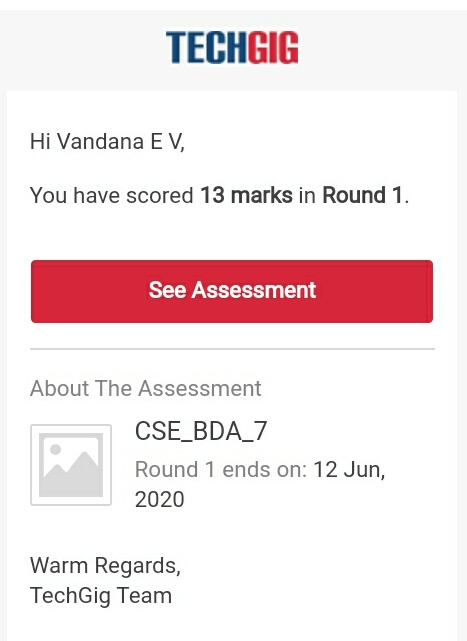 TECHGIG
Hi Vandana E V,
You have scored 13 marks in Round 1.
See Assessment
About The Assessment
CSE_BDA_7
Round 1 ends on: 12 Jun,
2020
Warm Regards,
TechGig Team